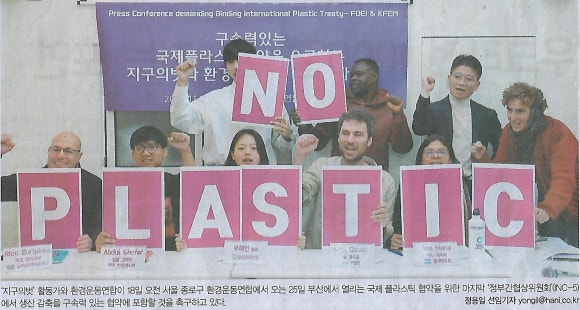 Press Conference demanding Binding International Plastic Treaty- FOEI & KFEM
구속력있는
국제플라스
지구의벗과 환경
NO
PLASTIC
'지구의벗' 활동가와 환경운동연합이 18일 오전 서울 종로구 환경운동연합에서 오는 25일 부산에서 열리는 국제 플라스틱 협약을 위한 마지막 '정부간협상위원회'(INC-5)
에서 생산 감축을 구속력 있는 협약에 포함할 것을 촉구하고 있다.
정용일 선임기자 yongil@hani.co.kr